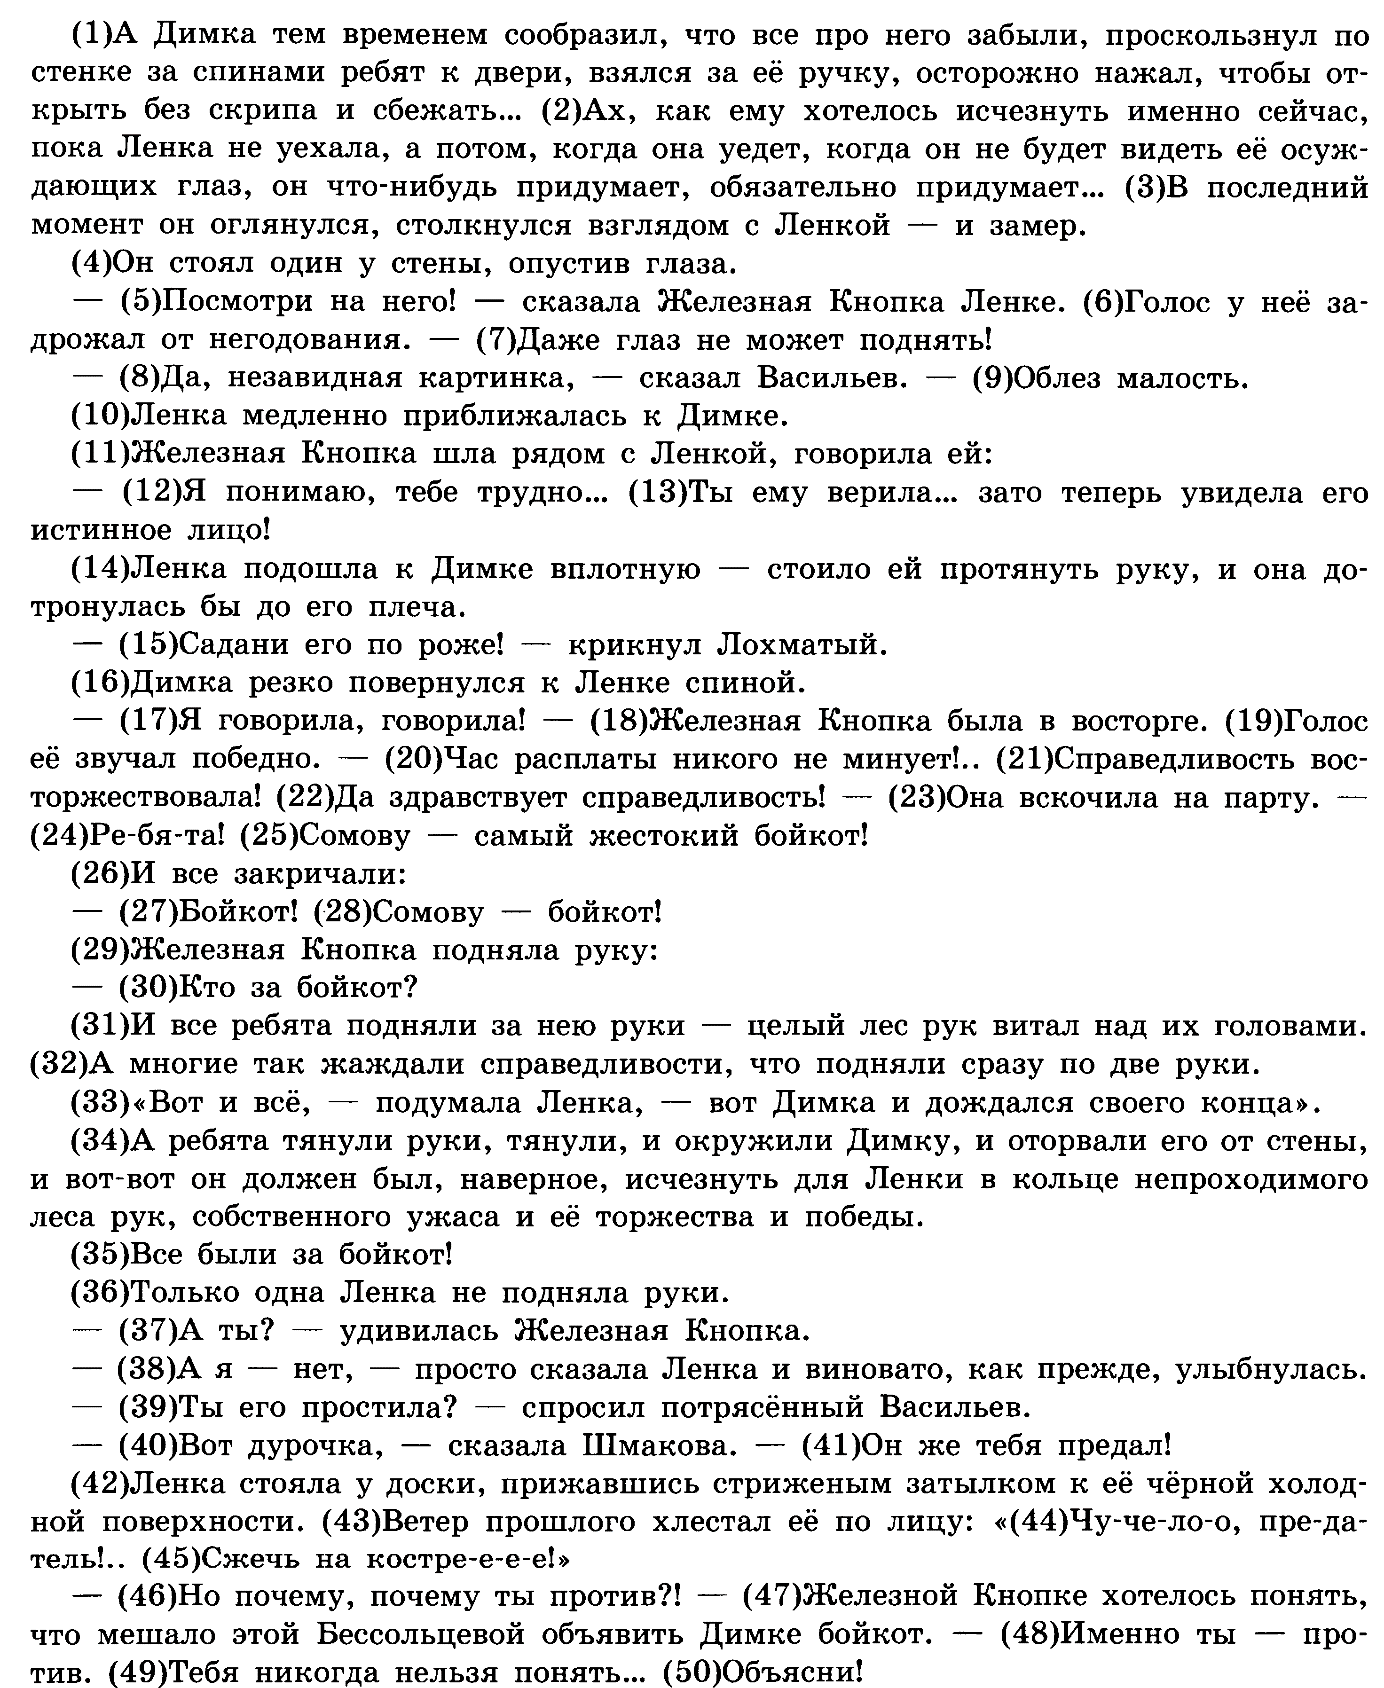 (1)А Димка тем временем сообразил, что все про него забыли, проскользнул по
стенке за спинами ребят к двери, взялся за её ручку, осторожно нажал, чтобы от-
крыть без скрипа и сбежать... (2)Ах, как ему хотелось исчезнуть именно сейчас,
пока Ленка не уехала, а потом, когда она уедет, когда он не будет видеть её осуж-
дающих глаз, он что-нибудь придумает, обязательно придумает... (3)В последний
момент он оглянулся, столкнулся взглядом с Ленкой — и замер.
(4)Он стоял один у стены, опустив глаза.
— (5)Посмотри на него! — сказала Железная Кнопка Ленке. (6)Голос у неё за-
дрожал от негодования. — (7)Даже глаз не может поднять!
— (8)Да, незавидная картинка, — сказал Васильев. — (9)Облез малость.
(10)Ленка медленно приближалась к Димке.
(11)Железная Кнопка шла рядом с Ленкой, говорила ей:
— (12)Я понимаю, тебе трудно... (13)Ты ему верила... зато теперь увидела его
истинное лицо!
(14)Ленка подошла к Димке вплотную — стоило ей протянуть руку, и она до-
тронулась бы до его плеча.
— (15)Садани его по роже! — крикнул Лохматый.
(16)Димка резко повернулся к Ленке спиной.
— (17)Я говорила, говорила! — (18)Железная Кнопка была в восторге. (19)Голос
её звучал победно. — (20)Час расплаты никого не минует!.. (21)Справедливость вос-
торжествовала! (22)Да здравствует справедливость! — (23)Она вскочила на парту. —
(24)Ре-бя-та! (25)Сомову — самый жестокий бойкот!
(26)И все закричали:
— (27)Бойкот! (28)Сомову — бойкот!
(29)Железная Кнопка подняла руку:
— (30)Кто за бойкот?
(31)И все ребята подняли за нею руки — целый лес рук витал над их головами.
(32)А многие так жаждали справедливости, что подняли сразу по две руки.
(33)«Вот и всё, — подумала Ленка, — вот Димка и дождался своего конца».
(34)А ребята тянули руки, тянули, и окружили Димку, и оторвали его от стены,
и вот-вот он должен был, наверное, исчезнуть для Ленки в кольце непроходимого
леса рук, собственного ужаса и её торжества и победы.
(35)Все были за бойкот!
(36)Только одна Ленка не подняла руки.
— (37)А ты? — удивилась Железная Кнопка.
— (38)А я — нет, — просто сказала Ленка и виновато, как прежде, улыбнулась.
— (39)Ты его простила? — спросил потрясённый Васильев.
— (40)Вот дурочка, — сказала Шмакова. — (41)Он же тебя предал!
(42)Ленка стояла у доски, прижавшись стриженым затылком к её чёрной холод-
ной поверхности. (43)Ветер прошлого хлестал её по лицу: «(44)Чу-че-ло-о, пре-да-
тель!.. (45)Сжечь на костре-е-е-е!»
— (46)Но почему, почему ты против?! — (47)Железной Кнопке хотелось понять,
что мешало этой Бессольцевой объявить Димке бойкот. — (48)Именно ты — про-
тив. (49)Тебя никогда нельзя понять... (50)Объясни!